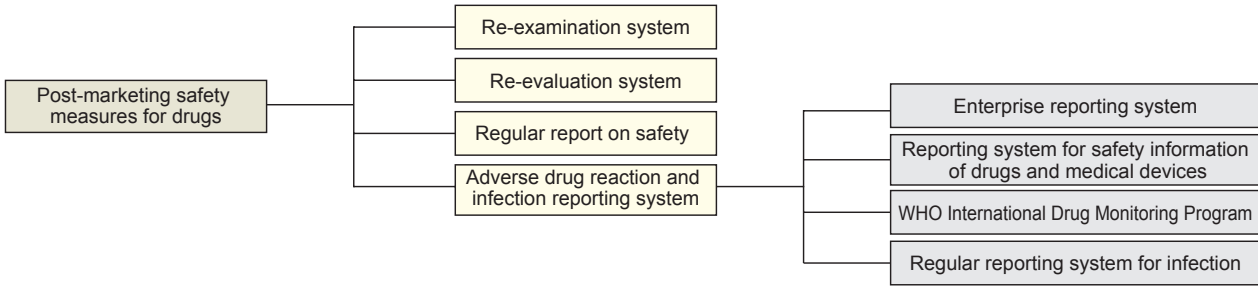 Post-marketing safety
measures for drugs
Re-examination system
Re-evaluation system
Regular report on safety
Adverse drug reaction and
infection reporting system
Enterprise reporting system
Reporting system for safety information
of drugs and medical devices
WHO International Drug Monitoring Program
Regular reporting system for infection